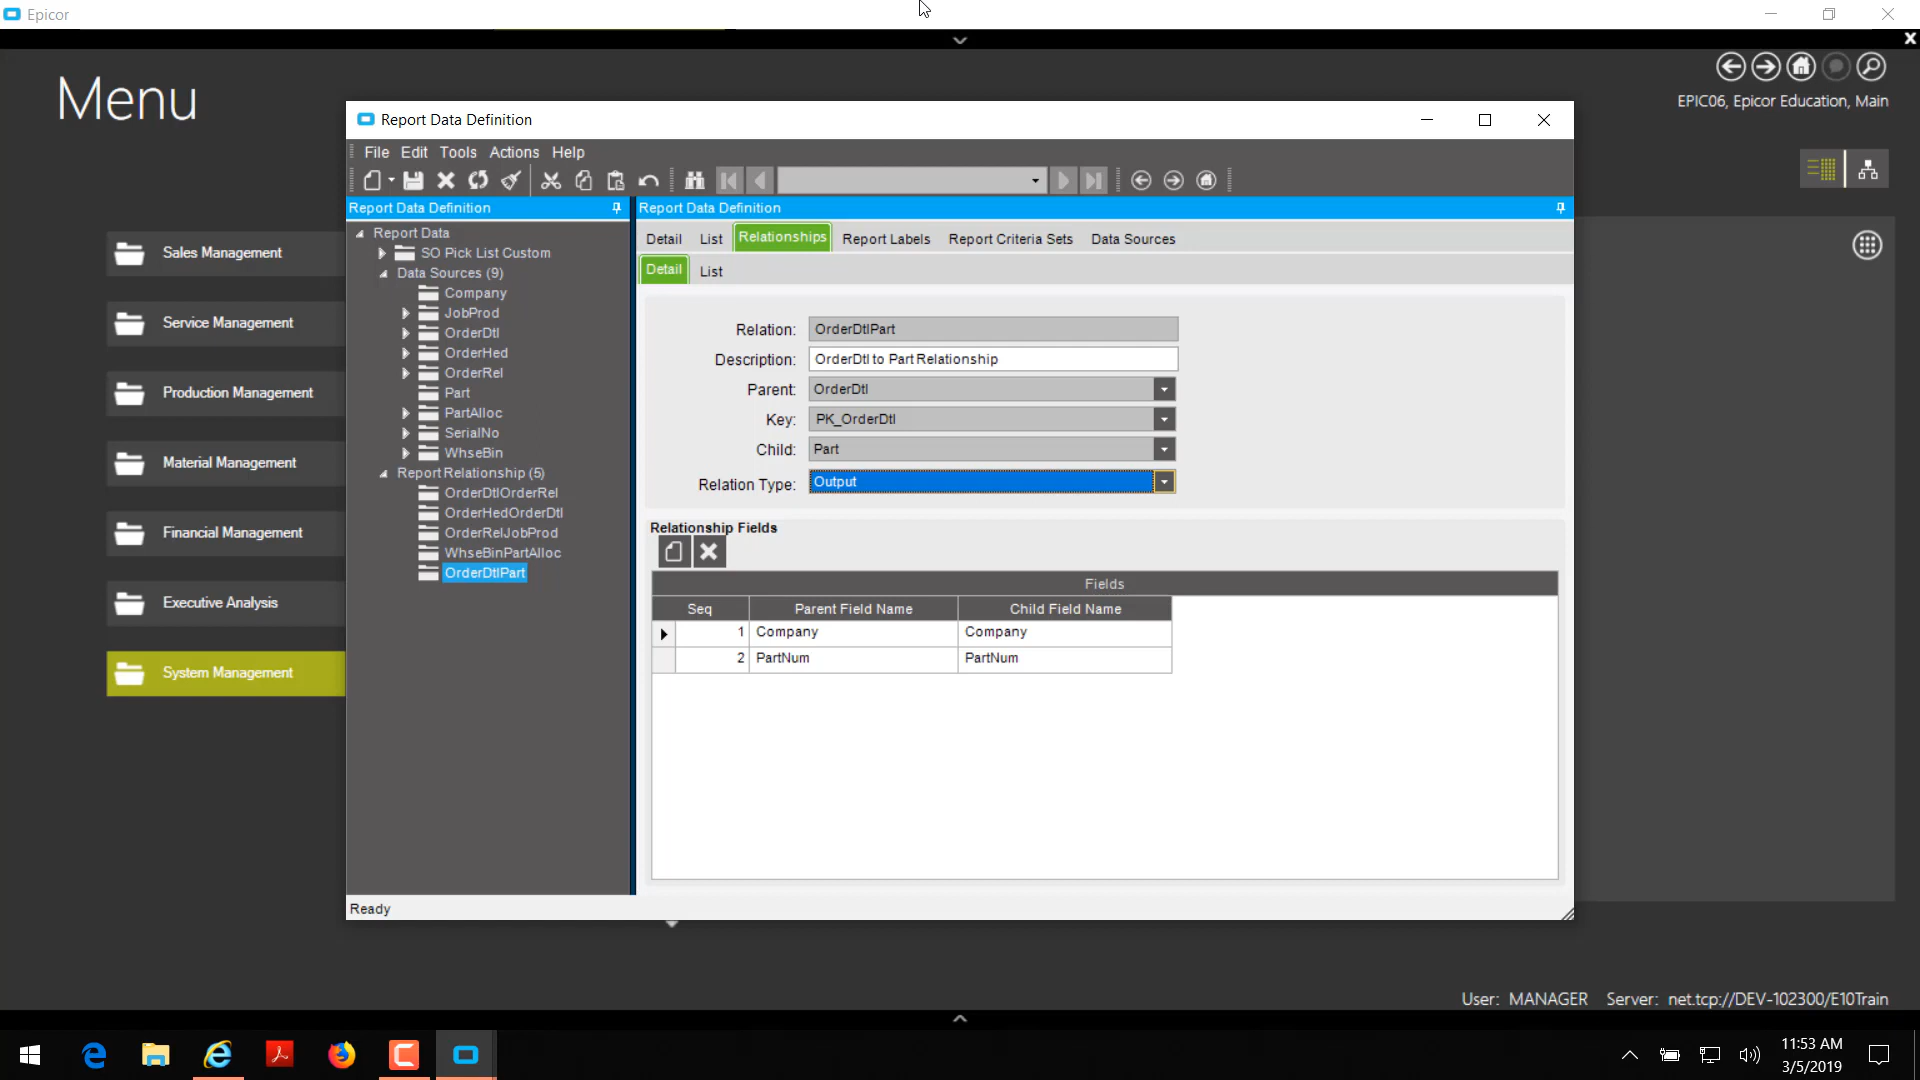 Epicor
Menu
EPIC06, Epicor Education, Main
Report Data Definition
File Edit Tools Actions Help
Report Data Definition
Report Data
SO Pick List Custom
Data Sources (9)
Company
JobProd
OrderDtl
OrderHed
OrderRel
Part
PartAlloc
SerialNo
WhseBin
Report Relationship (5)
OrderDtlOrderRel
OrderHedOrderDtl
OrderRelJobProd
WhseBinPartAlloc
OrderDtlPart
Report Data Definition
Detail List Relationships Report Labels Report Criteria Sets Data Sources
Detail List
Relation: OrderDtlPart
Description: OrderDtl to Part Relationship
Parent: OrderDtl
Key: PK_OrderDtl
Child: Part
Relation Type: Output
Relationship Fields
Fields
Seq Parent Field Name Child Field Name
1 Company Company
2 PartNum PartNum
Ready
Sales Management
Service Management
Production Management
Material Management
Financial Management
Executive Analysis
System Management
User: MANAGER Server: net.tcp://DEV-102300/E10Train
11:53 AM
3/5/2019